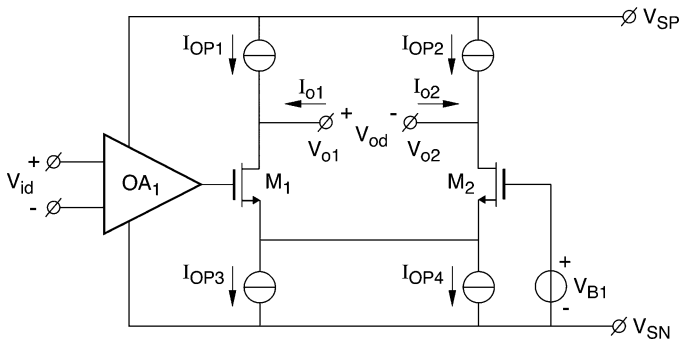 V_SP
I_OP1
I_OP2
I_o1
I_o2
+
-
V_od
V_o1
V_o2
+
V_id
-
OA_1
M_1
M_2
I_OP3
I_OP4
+
V_B1
-
V_SN